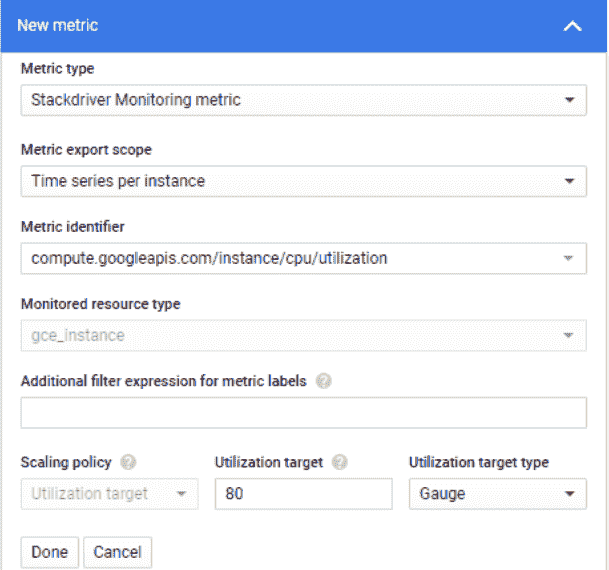 New metric
Metric type
Stackdriver Monitoring metric
Metric export scope
Time series per instance
Metric identifier
compute.googleapis.com/instance/cpu/utilization
Monitored resource type
gce_instance
Additional filter expression for metric labels ?
Scaling policy ? Utilization target ? Utilization target type
Utilization target 80 Gauge
Done Cancel